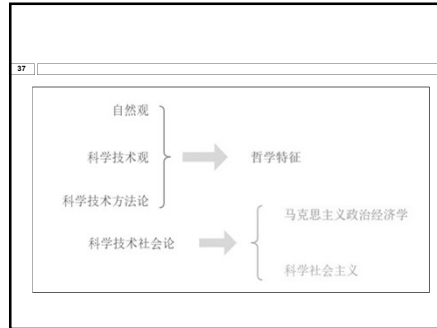 37
自然观
科学技术观
哲学特征
科学技术方法论
马克思主义政治经济学
科学技术社会论
科学社会主义